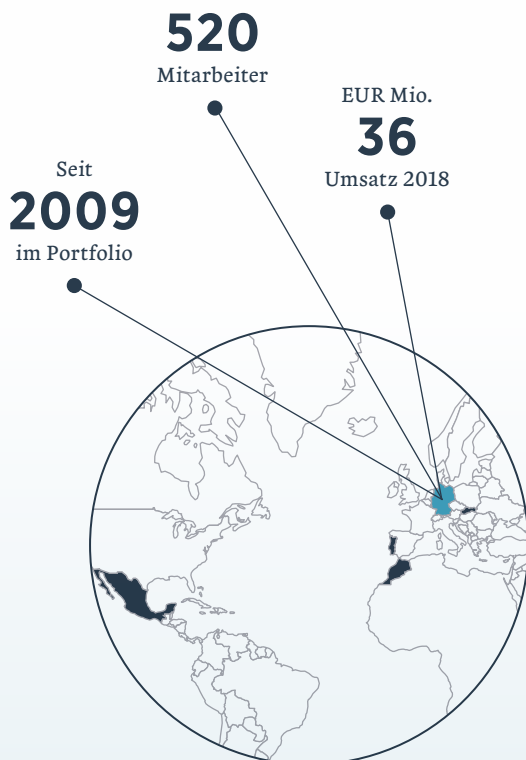 520
Mitarbeiter
EUR Mio.
36
Umsatz 2018
Seit
2009
im Portfolio